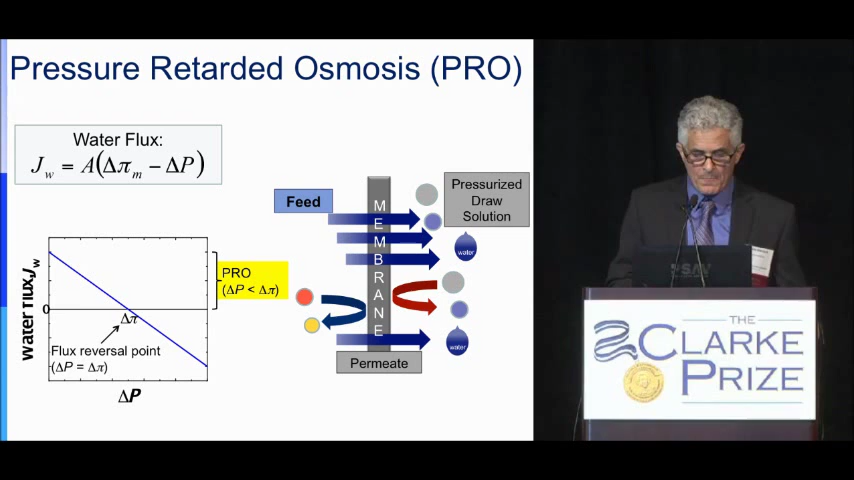 Pressure Retarded Osmosis (PRO)
Water Flux:
J_w = A(Δπ_m − ΔP)
Feed
Pressurized
Draw
Solution
MEMBRANE
water
water
Permeate
Water Flux, J_w
0
PRO
(ΔP < Δπ)
Δπ
Flux reversal point
(ΔP = Δπ)
ΔP
THE
CLARKE
PRIZE